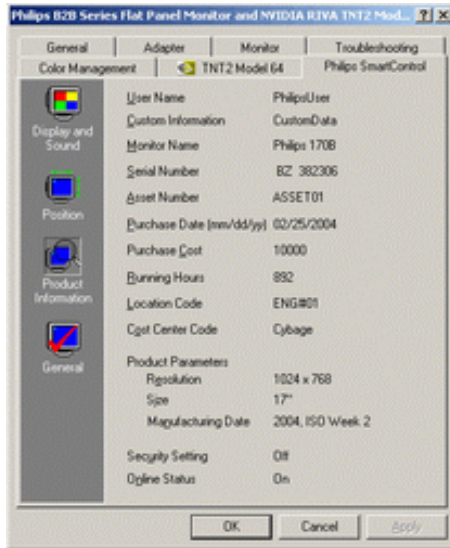 Philips B2B Series Flat Panel Monitor and NVIDIA RIVA TNT2 Mod...
General Adapter Monitor Troubleshooting
Color Management TNT2 Model 64 Philips SmartControl
Display and
Sound
Position
Product
Information
General
User Name PhilipsUser
Custom Information CustomData
Monitor Name Philips 170B
Serial Number BZ 382306
Asset Number ASSET01
Purchase Date (mm/dd/yy) 02/25/2004
Purchase Cost 10000
Running Hours 892
Location Code ENG#01
Cost Center Code Cybage
Product Parameters
Resolution 1024 x 768
Size 17"
Manufacturing Date 2004, ISO Week 2
Security Setting Off
Online Status On
OK Cancel Apply